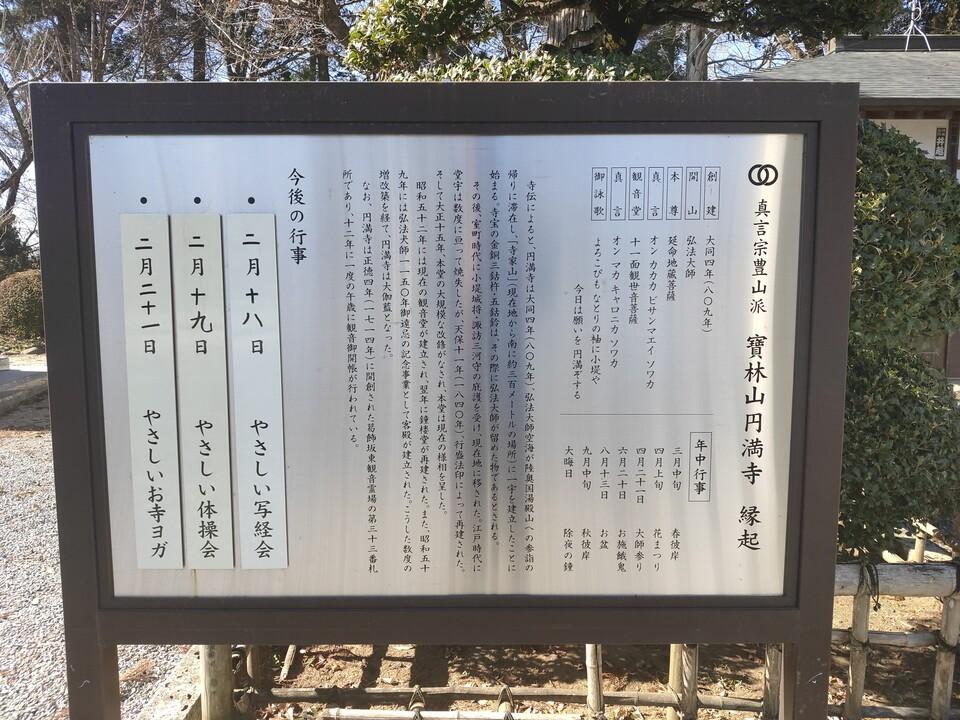 真言宗豊山派 寶林山円満寺 縁起
創建 大同四年(八〇九年)
開山 弘法大師
本尊 延命地蔵菩薩
真言 オン カカカ ビサンマエイ ソワカ
観音堂 十一面観世音菩薩
真言 オン マカ キャロニカ ソワカ
御詠歌 よろこびも なとりの袖に小堤や
今日は願いを 円満ぞする
年中行事
三月中旬 春彼岸
四月上旬 花まつり
四月二十一日 大師参り
六月二十日 お施餓鬼
八月十三日 お盆
九月中旬 秋彼岸
大晦日 除夜の鐘
寺伝によると、円満寺は大同四年(八〇九年)、弘法大師空海が陸奥国湯殿山への参詣の
帰りに滞在し、「寺家山」(現在地から南に約三百メートルの場所)に一宇を建立したことに
始まる。寺宝の金銅三鈷杵・五鈷鈴は、その際に弘法大師が留めた物であるとされる。
その後、室町時代に小堤城将・諏訪三河守の庇護を受け、現在地に移された。江戸時代に
堂宇は数度に亘って焼失したが、天保十一年(一八四〇年)、行盛法印によって再建された。
そして大正十五年、本堂の大規模な改修がなされ、本堂は現在の様相を呈した。
昭和五十二年には現在の観音堂が建立され、翌年に鐘楼堂が再建された。また、昭和五十
九年には弘法大師一一五〇年御遠忌の記念事業として客殿が建立された。こうした数度の
増改築を経て、円満寺は大伽藍となった。
なお、円満寺は正徳四年(一七一四年)に開創された葛飾坂東観音霊場の第三十三番札
所であり、十二年に一度の午歳に観音御開帳が行われている。
今後の行事
・ 二月十八日 やさしい写経会
・ 二月十九日 やさしい体操会
・ 二月二十一日 やさしいお寺ヨガ